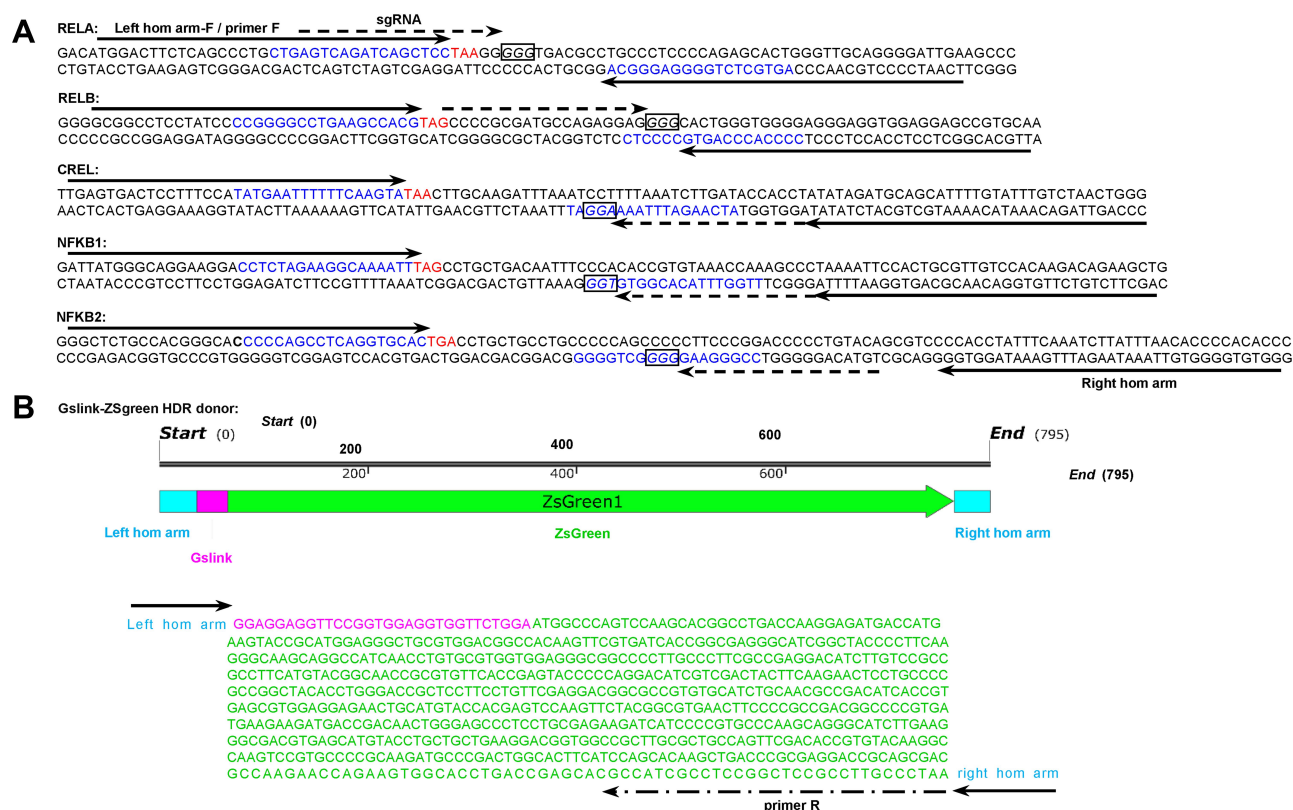 A
Left hom arm-F / primer F
sgRNA
RELA:
GACATGGACTTCTCAGCCCTGCTGAGTCAGATCAGCTCCTAAGGGGGTGACGCCTGCCCTCCCCAGAGCACTGGGTTGCAGGGGATTGAAGCCC
CTGTACCTGAAGAGTCGGGACGACTCAGTCTAGTCGAGGATTCCCCCACTGCGGACGGGAGGGGTCTCGTGACCCAACGTCCCCTAACTTCGGG
RELB:
GGGGCGGCCTCCTATCCCCGGGGCCTGAAGCCACGTAGCCCCGCGATGCCAGAGGAGGGGCACTGGGTGGGGAGGGAGGTGGAGGAGCCGTGCAA
CCCCCGCCGGAGGATAGGGGCCCCGGACTTCGGTGCATCGGGGCGCTACGGTCTCCTCCCCGTGACCCACCCCTCCCTCCACCTCCTCGGCACGTTA
CREL:
TTGAGTGACTCCTTTCCATATGAATTTTTTCAAGTATAACTTGCAAGATTTAAATCCTTTTAAATCTTGATACCACCTATATAGATGCAGCATTTTGTATTTGTCTAACTGGG
AACTCACTGAGGAAAGGTATACTTAAAAAAGTTCATATTGAACGTTCTAAATTTAGGAAAATTTAGAACTATGGTGGATATATCTACGTCGTAAAACATAAACAGATTGACCC
NFKB1:
GATTATGGGCAGGAAGGACCTCTAGAAGGCAAAATTTAGCCTGCTGACAATTTCCCACACCGTGTAAACCAAAGCCCTAAAATTCCACTGCGTTGTCCACAAGACAGAAGCTG
CTAATACCCGTCCTTCCTGGAGATCTTCCGTTTTAAATCGGACGACTGTTAAAGGGTGTGGCACATTTGGTTTCGGGATTTTAAGGTGACGCAACAGGTGTTCTGTCTTCGAC
NFKB2:
GGGCTCTGCCACGGGCACCCCCAGCCTCAGGTGCACTGACCTGCTGCCTGCCCCCAGCCCCCTTCCCGGACCCCCTGTACAGCGTCCCCACCTATTTCAAATCTTATTTAACACCCCACACCC
CCCGAGACGGTGCCCGTGGGGGTCGGAGTCCACGTGACTGGACGACGGACGGGGGTCGGGGGAAGGGCCTGGGGGACATGTCGCAGGGGTGGATAAAGTTTAGAATAAATTGTGGGGTGTGGG
Right hom arm
B
Gslink-ZSgreen HDR donor:
Start (0)
Start (0)
End (795)
200
400
600
200
400
600
End (795)
ZsGreen1
Left hom arm
ZsGreen
Right hom arm
Gslink
Left hom arm GGAGGAGGTTCCGGTGGAGGTGGTTCTGGAATGGCCCAGTCCAAGCACGGCCTGACCAAGGAGATGACCATG
AAGTACCGCATGGAGGGCTGCGTGGACGGCCACAAGTTCGTGATCACCGGCGAGGGCATCGGCTACCCCTTCAA
GGGCAAGCAGGCCATCAACCTGTGCGTGGTGGAGGGCGGCCCCTTGCCCTTCGCCGAGGACATCTTGTCCGCC
GCCTTCATGTACGGCAACCGCGTGTTCACCGAGTACCCCCAGGACATCGTCGACTACTTCAAGAACTCCTGCCCC
GCCGGCTACACCTGGGACCGCTCCTTCCTGTTCGAGGACGGCGCCGTGTGCATCTGCAACGCCGACATCACCGT
GAGCGTGGAGGAGAACTGCATGTACCACGAGTCCAAGTTCTACGGCGTGAACTTCCCCGCCGACGGCCCCGTGA
TGAAGAAGATGACCGACAACTGGGAGCCCTCCTGCGAGAAGATCATCCCCGTGCCCAAGCAGGGCATCTTGAAG
GGCGACGTGAGCATGTACCTGCTGCTGAAGGACGGTGGCCGCTTGCGCTGCCAGTTCGACACCGTGTACAAGGC
CAAGTCCGTGCCCCGCAAGATGCCCGACTGGCACTTCATCCAGCACAAGCTGACCCGCGAGGACCGCAGCGAC
GCCAAGAACCAGAAGTGGCACCTGACCGAGCACGCCATCGCCTCCGGCTCCGCCTTGCCCTAA right hom arm
primer R